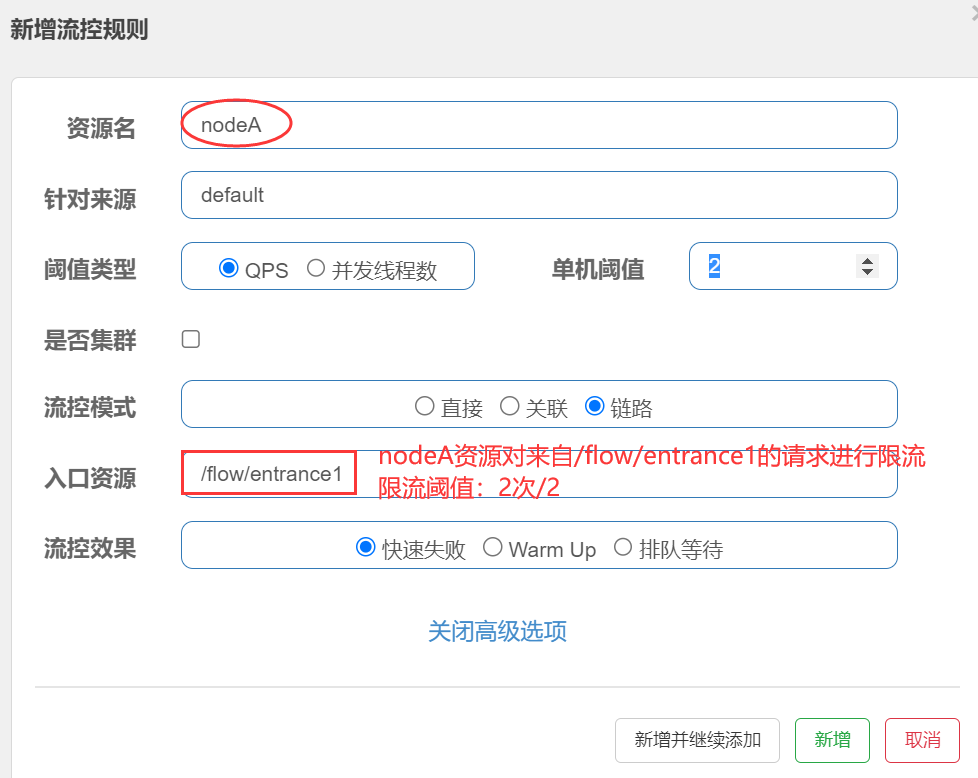 新增流控规则
资源名 nodeA
针对来源 default
阈值类型 QPS 并发线程数 单机阈值 2
是否集群
流控模式 直接 关联 链路
nodeA资源对来自/flow/entrance1的请求进行限流
入口资源 /flow/entrance1
限流阈值：2次/2
流控效果 快速失败 Warm Up 排队等待
关闭高级选项
新增并继续添加 新增 取消